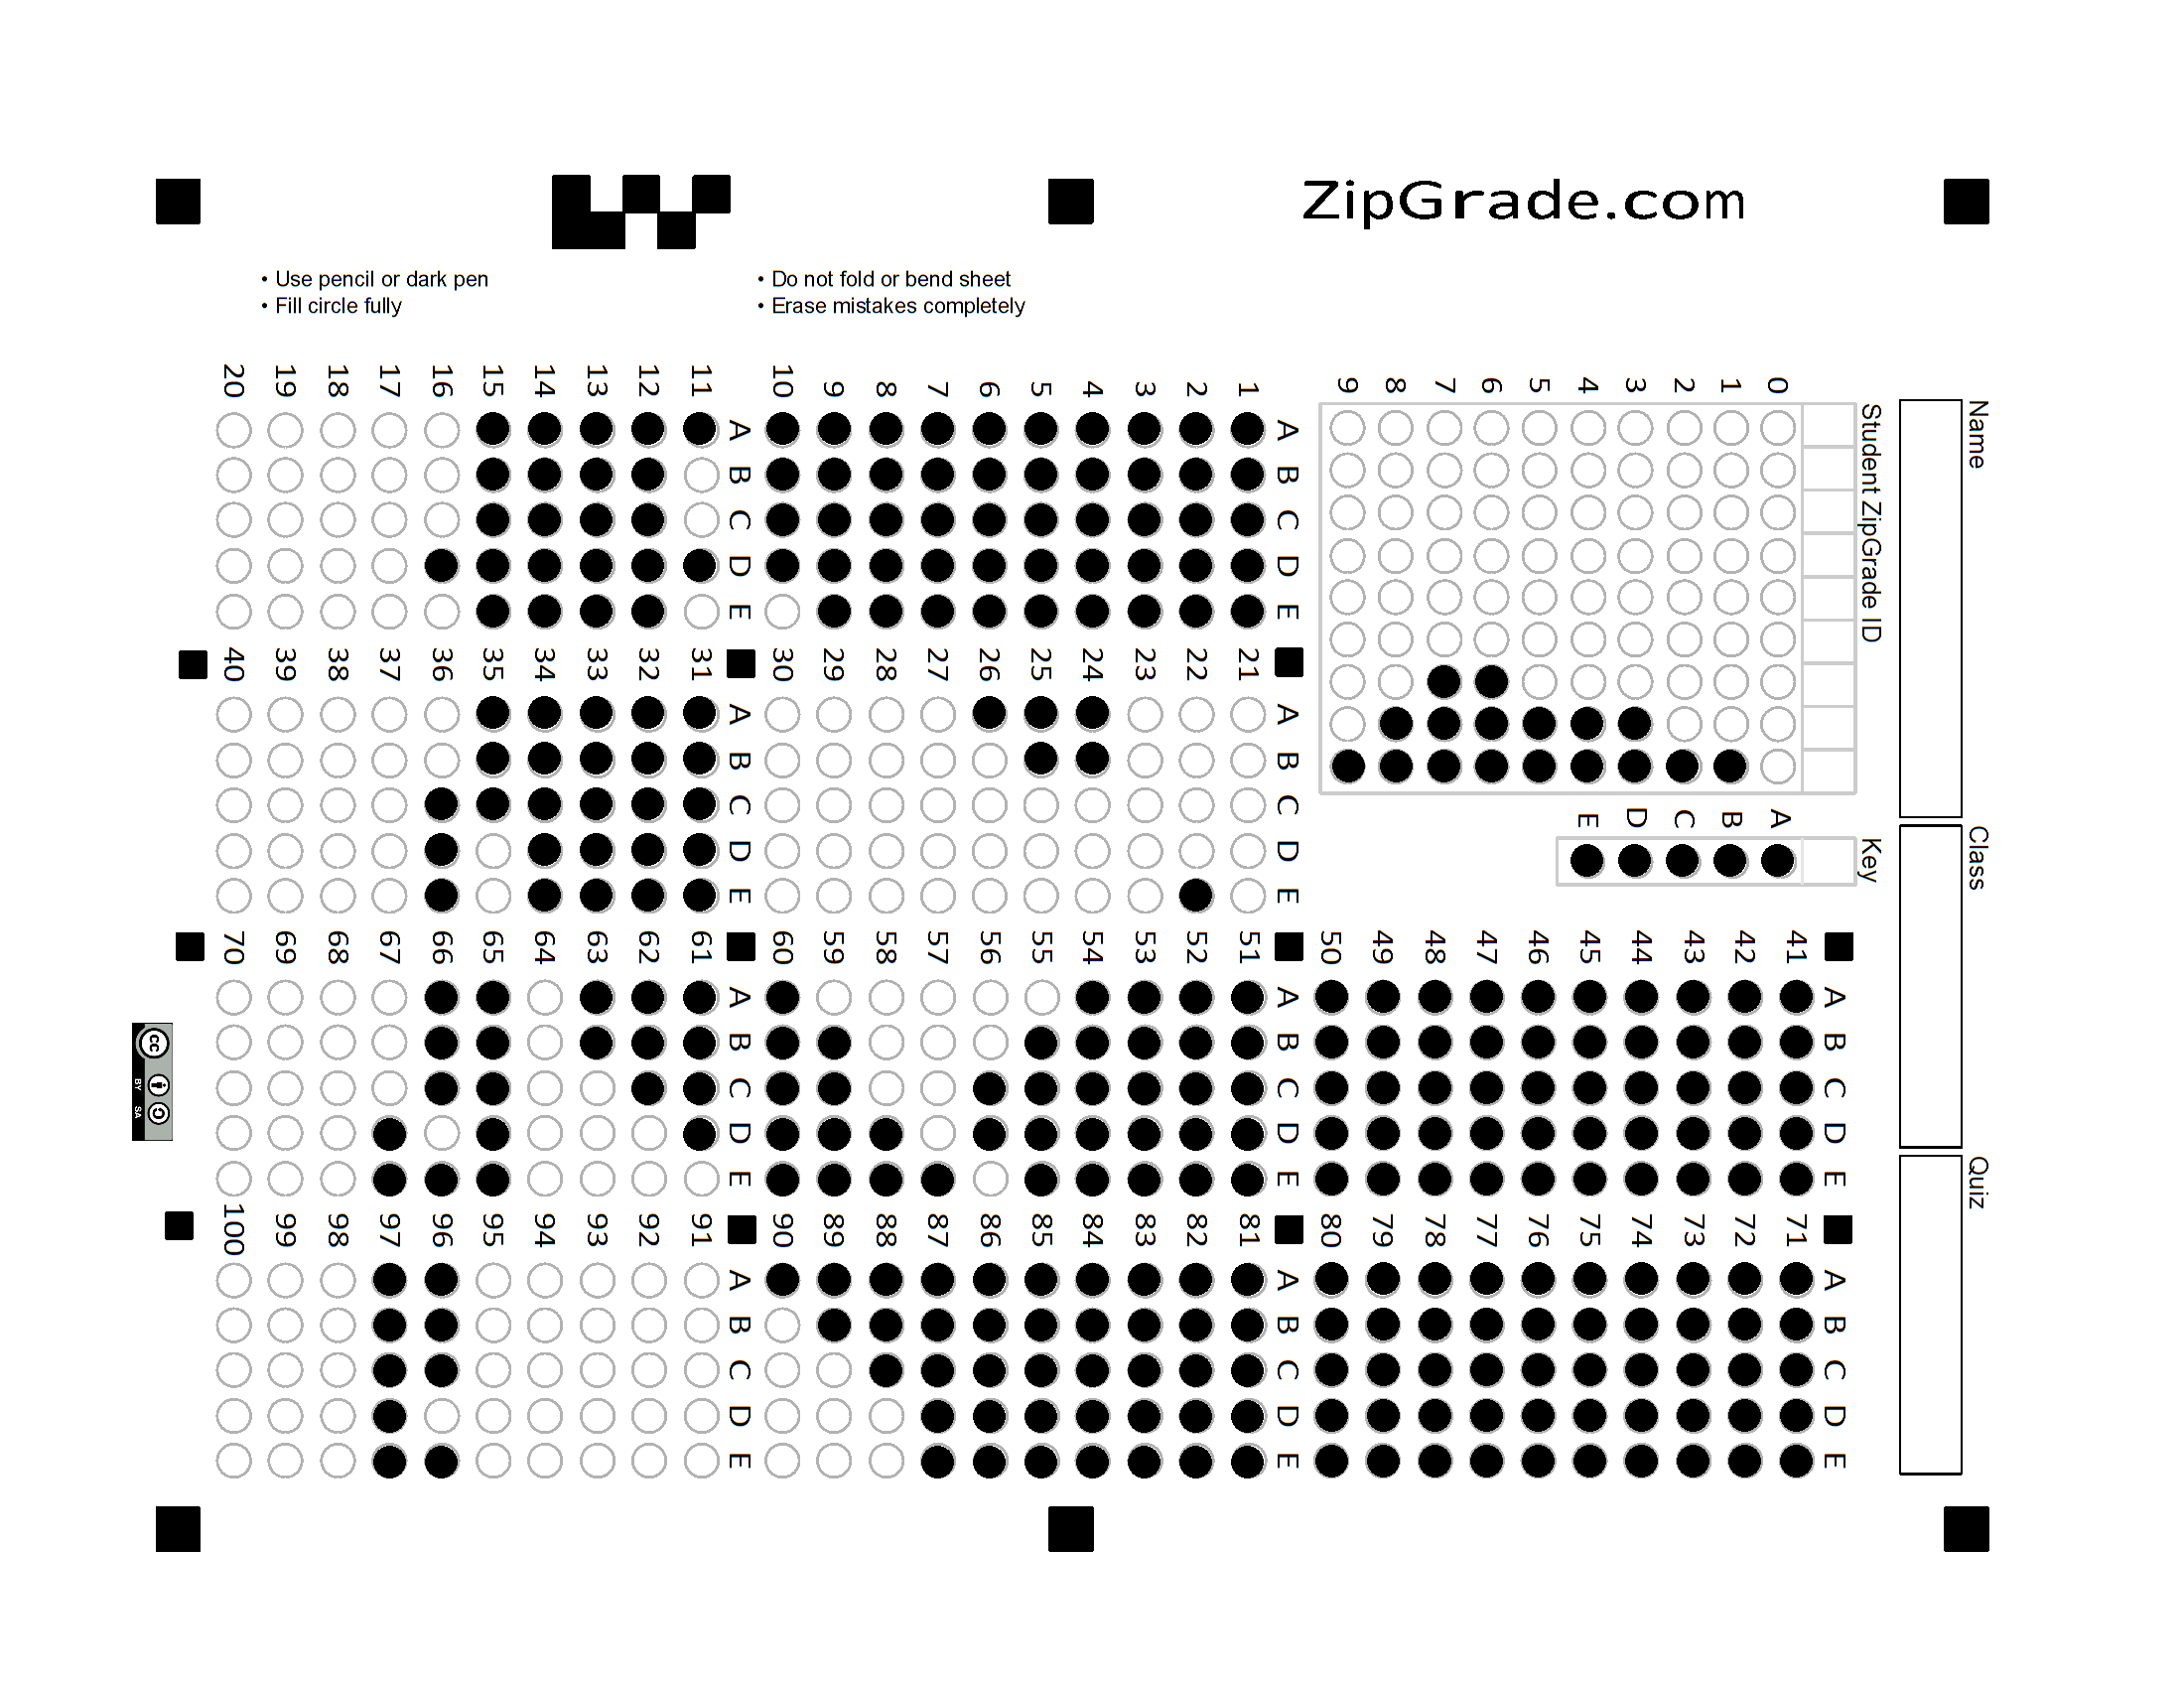 ZipGrade.com
• Use pencil or dark pen
• Fill circle fully
• Do not fold or bend sheet
• Erase mistakes completely
Name
Class
Quiz
Student ZipGrade ID
0 1 2 3 4 5 6 7 8 9
Key
A B C D E
1 2 3 4 5 6 7 8 9 10
A B C D E
11 12 13 14 15 16 17 18 19 20
A B C D E
21 22 23 24 25 26 27 28 29 30
A B C D E
31 32 33 34 35 36 37 38 39 40
A B C D E
41 42 43 44 45 46 47 48 49 50
A B C D E
51 52 53 54 55 56 57 58 59 60
A B C D E
61 62 63 64 65 66 67 68 69 70
A B C D E
71 72 73 74 75 76 77 78 79 80
A B C D E
81 82 83 84 85 86 87 88 89 90
A B C D E
91 92 93 94 95 96 97 98 99 100
A B C D E
cc
BY SA